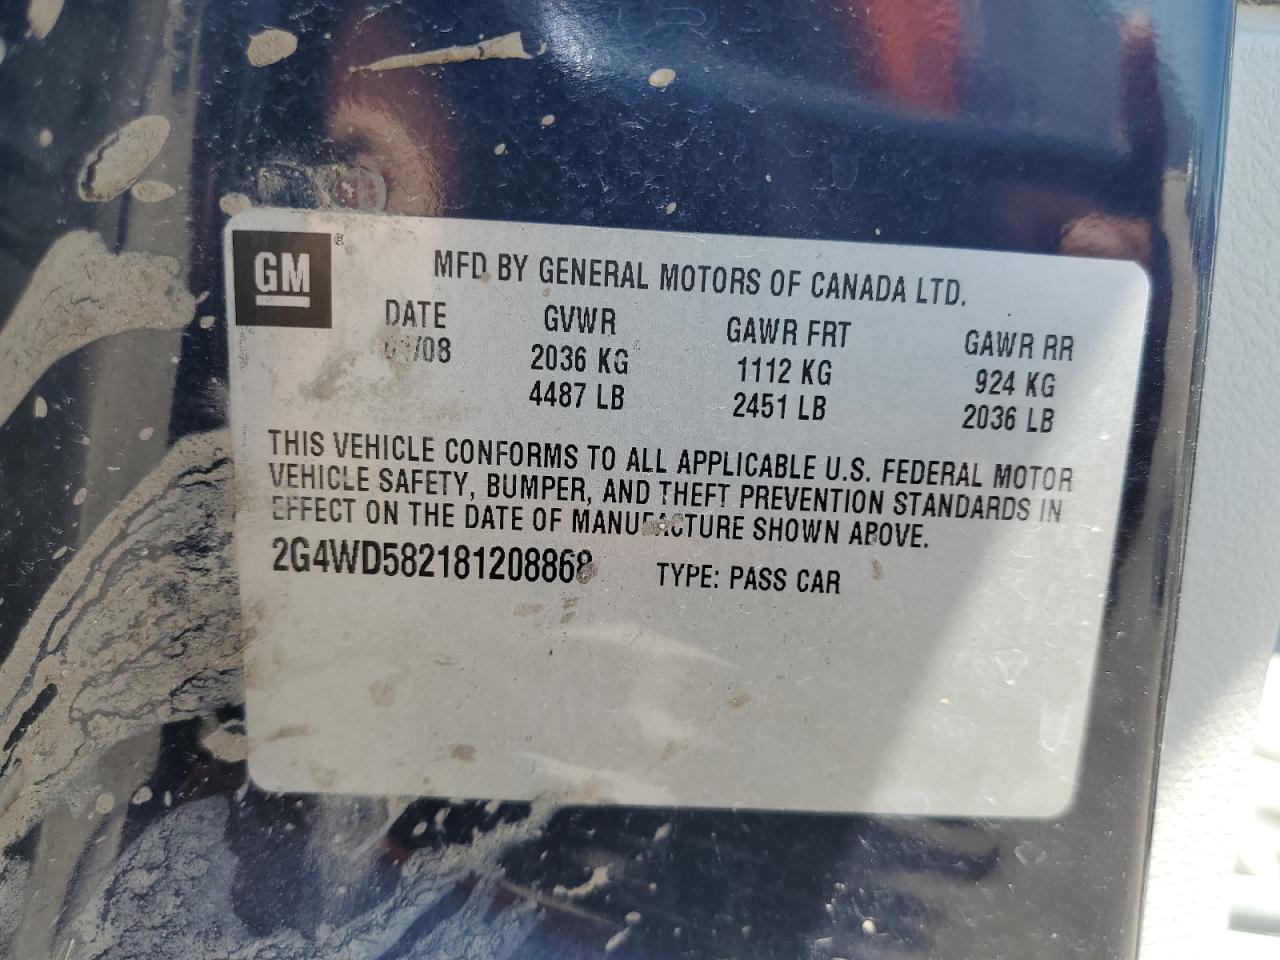 GM ®
MFD BY GENERAL MOTORS OF CANADA LTD.
DATE GVWR GAWR FRT GAWR RR
/08 2036 KG 1112 KG 924 KG
4487 LB 2451 LB 2036 LB
THIS VEHICLE CONFORMS TO ALL APPLICABLE U.S. FEDERAL MOTOR
VEHICLE SAFETY, BUMPER, AND THEFT PREVENTION STANDARDS IN
EFFECT ON THE DATE OF MANUFACTURE SHOWN ABOVE.
2G4WD582181208868 TYPE: PASS CAR